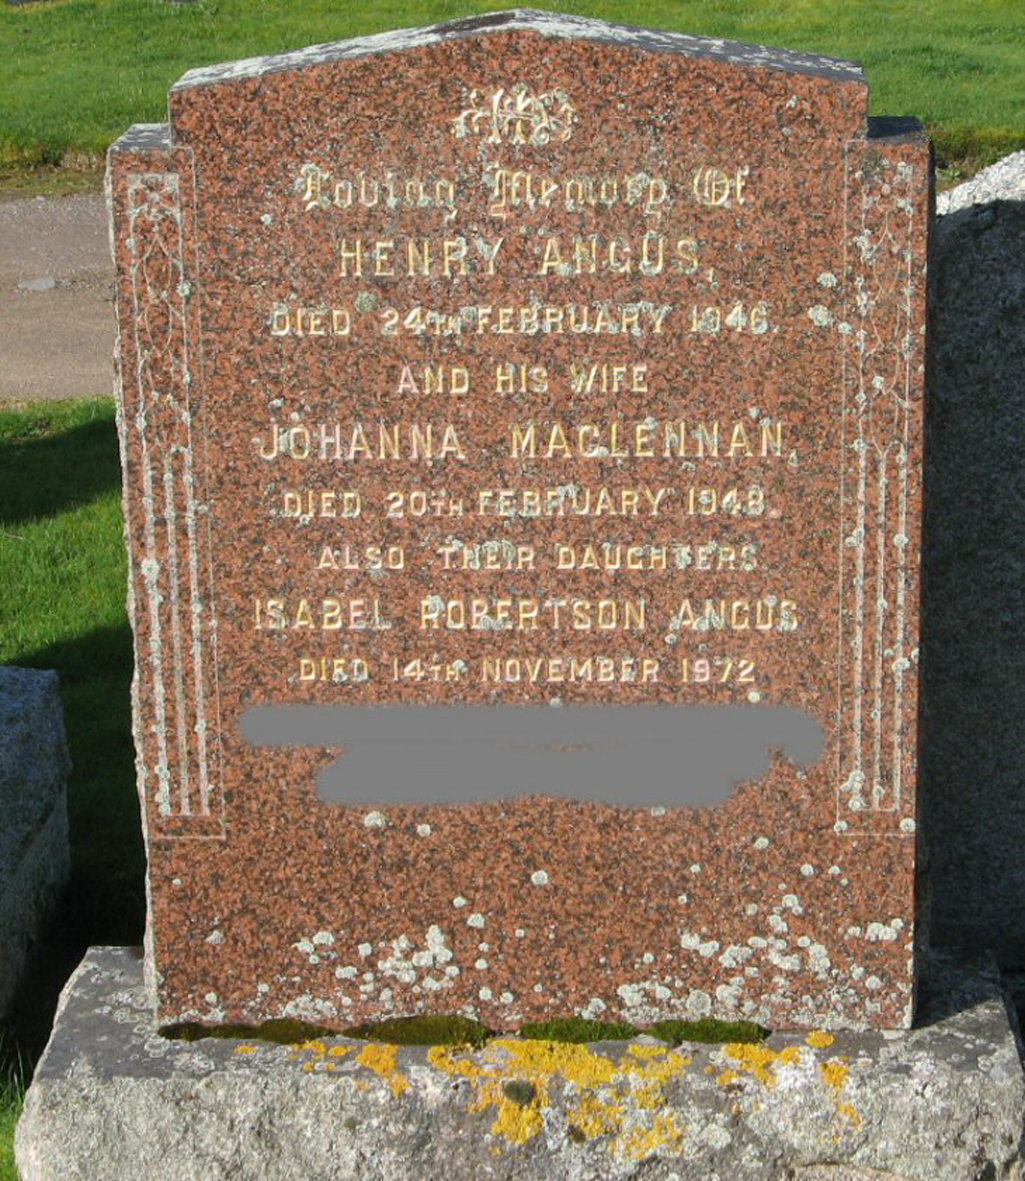 In
Loving Memory Of
HENRY ANGUS,
DIED 24TH FEBRUARY 1946.
AND HIS WIFE
JOHANNA MACLENNAN,
DIED 20TH FEBRUARY 1948.
ALSO THEIR DAUGHTERS
ISABEL ROBERTSON ANGUS
DIED 14TH NOVEMBER 1972